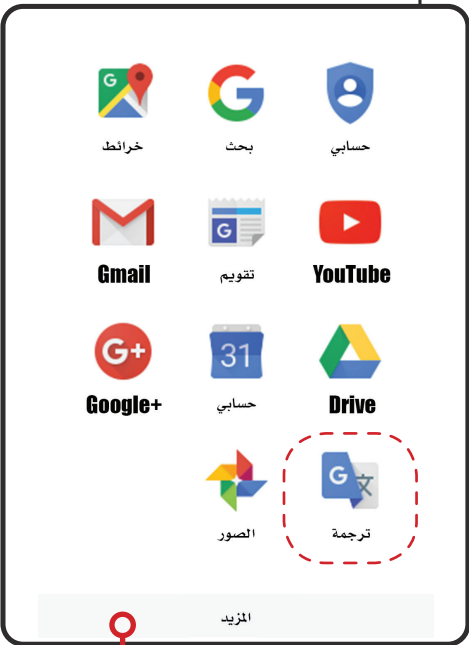 حسابي
بحث
خرائط
YouTube
تقويم
Gmail
Drive
31
حسابي
G+
Google+
ترجمة
الصور
المزيد